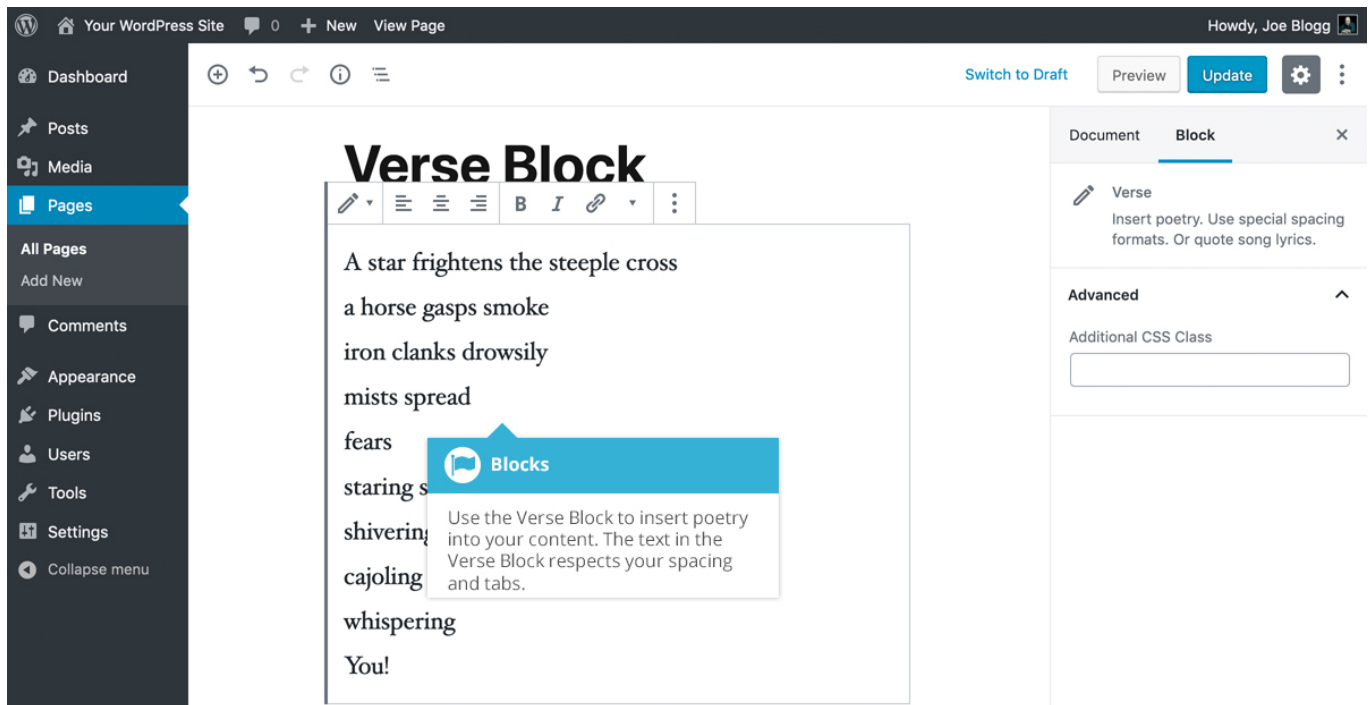 Your WordPress Site 0 New View Page Howdy, Joe Blogg
Dashboard
Posts
Media
Pages
All Pages
Add New
Comments
Appearance
Plugins
Users
Tools
Settings
Collapse menu
Switch to Draft Preview Update
Verse Block
B I
A star frightens the steeple cross
a horse gasps smoke
iron clanks drowsily
mists spread
fears
staring
shivering
cajoling
whispering
You!
Blocks
Use the Verse Block to insert poetry
into your content. The text in the
Verse Block respects your spacing
and tabs.
Document Block
Verse
Insert poetry. Use special spacing
formats. Or quote song lyrics.
Advanced
Additional CSS Class